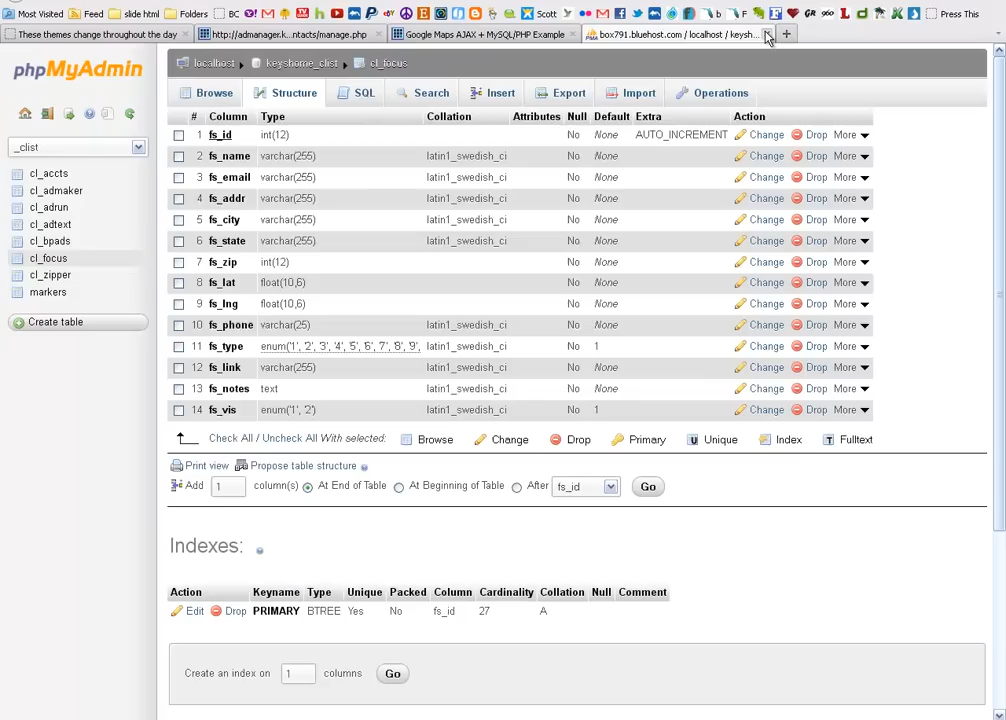 Most Visited Feed slide html Folders BC Scott b F GR 960 L d Press This
These themes change throughout the day × http://admanager.k...ntacts/manage.php × Google Maps AJAX + MySQL/PHP Example × box791.bluehost.com / localhost / keysh... +
phpMyAdmin
localhost keyshome_clist cl_focus
Browse Structure SQL Search Insert Export Import Operations
# Column Type Collation Attributes Null Default Extra Action
1 fs_id int(12) No None AUTO_INCREMENT Change Drop More
2 fs_name varchar(255) latin1_swedish_ci No None Change Drop More
3 fs_email varchar(255) latin1_swedish_ci No None Change Drop More
4 fs_addr varchar(255) latin1_swedish_ci No None Change Drop More
5 fs_city varchar(255) latin1_swedish_ci No None Change Drop More
6 fs_state varchar(255) latin1_swedish_ci No None Change Drop More
7 fs_zip int(12) No None Change Drop More
8 fs_lat float(10,6) No None Change Drop More
9 fs_lng float(10,6) No None Change Drop More
10 fs_phone varchar(25) latin1_swedish_ci No None Change Drop More
11 fs_type enum('1', '2', '3', '4', '5', '6', '7', '8', '9', latin1_swedish_ci No 1 Change Drop More
12 fs_link varchar(255) latin1_swedish_ci No None Change Drop More
13 fs_notes text latin1_swedish_ci No None Change Drop More
14 fs_vis enum('1', '2') latin1_swedish_ci No 1 Change Drop More
_clist
cl_accts
cl_admaker
cl_adrun
cl_adtext
cl_bpads
cl_focus
cl_zipper
markers
Create table
Check All / Uncheck All With selected: Browse Change Drop Primary Unique Index Fulltext
Print view Propose table structure
Add 1 column(s) At End of Table At Beginning of Table After fs_id Go
Indexes:
Action Keyname Type Unique Packed Column Cardinality Collation Null Comment
Edit Drop PRIMARY BTREE Yes No fs_id 27 A
Create an index on 1 columns Go